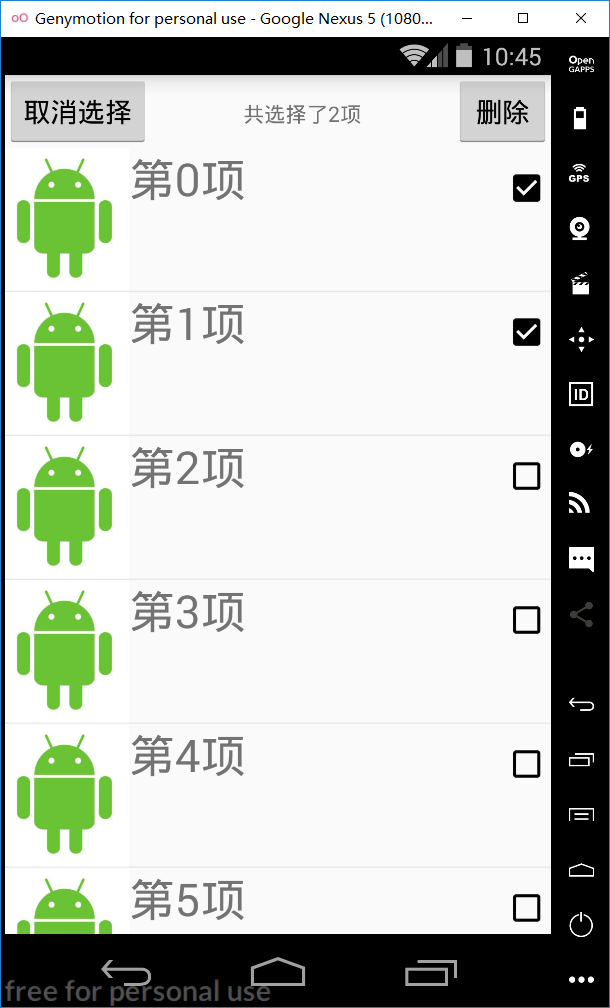 Genymotion for personal use - Google Nexus 5 (1080...
10:45
Open
GAPPS
取消选择
共选择了2项
删除
第0项
GPS
第1项
第2项
ID
第3项
第4项
第5项
free for personal use